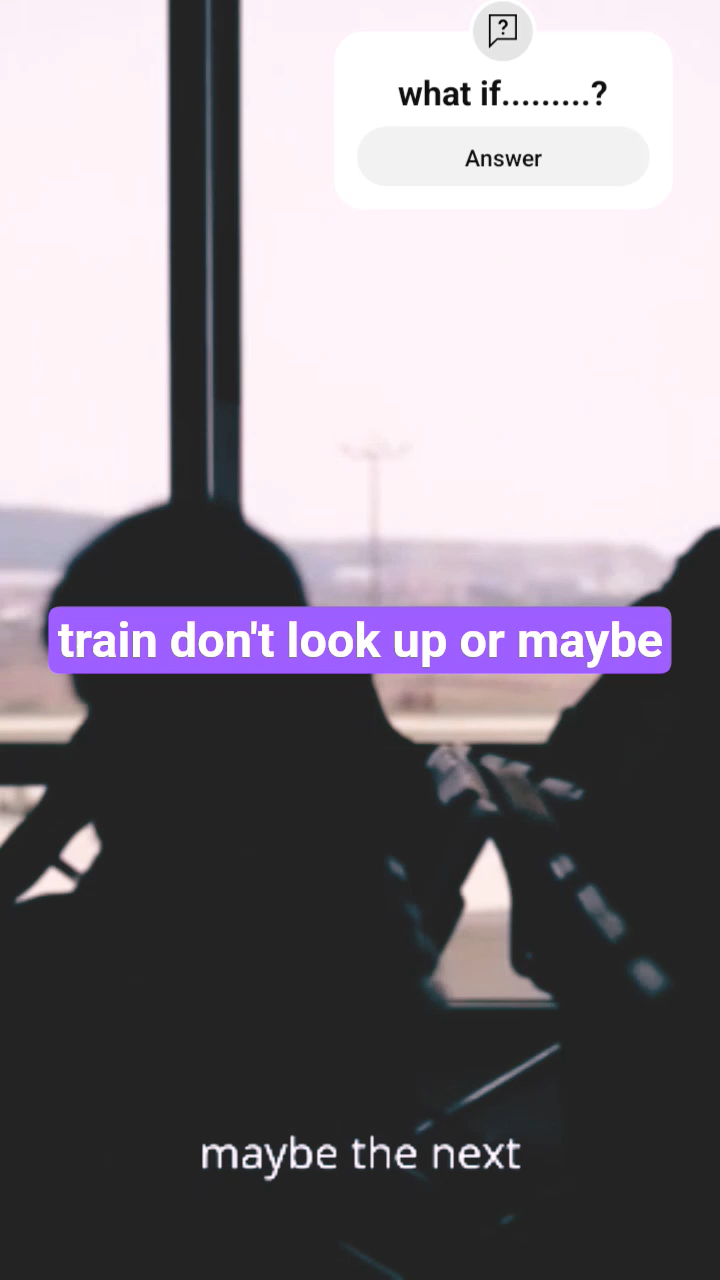 what if.........?
Answer
train don't look up or maybe
maybe the next